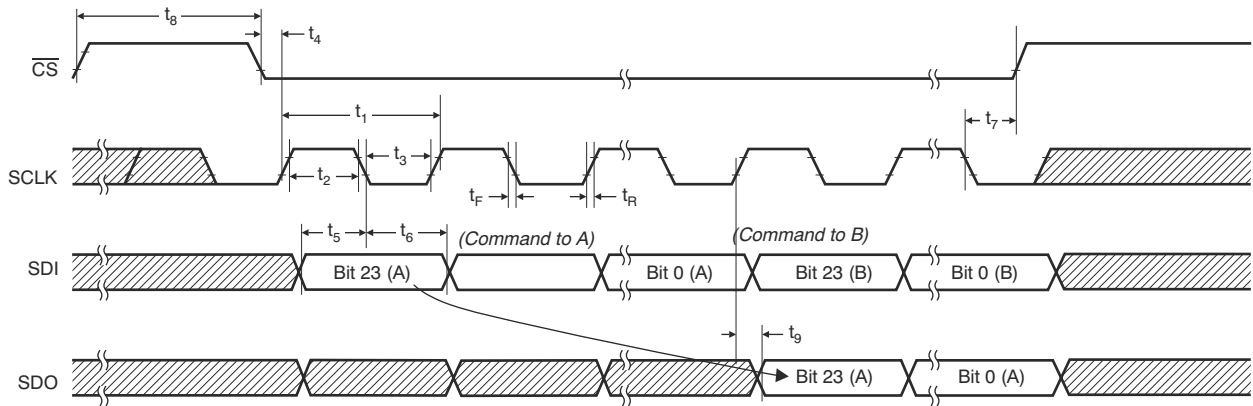 t8
t4
CS
t1
t7
SCLK
t2
t3
tF
tR
t5
t6
(Command to A)
(Command to B)
SDI
Bit 23 (A)
Bit 0 (A)
Bit 23 (B)
Bit 0 (B)
t9
SDO
Bit 23 (A)
Bit 0 (A)